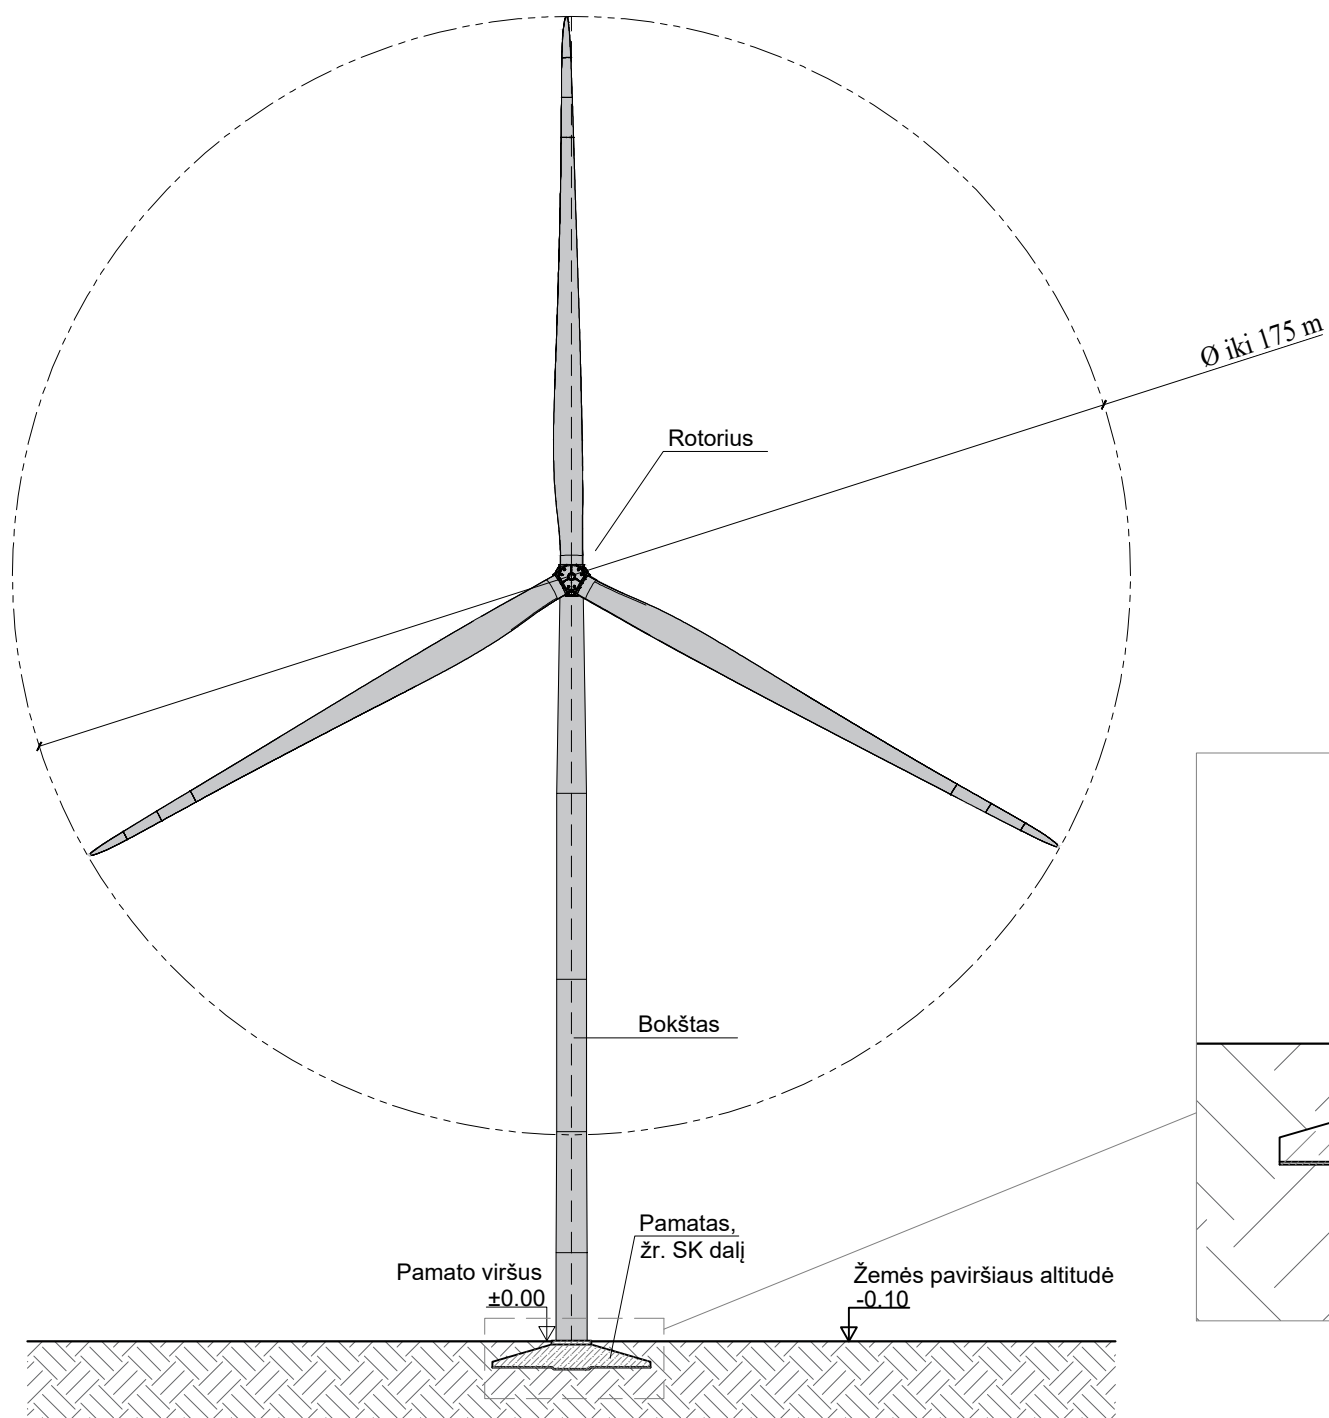 Ø iki 175 m
Rotorius
Bokštas
Pamatas,
žr. SK dalį
Pamato viršus
±0.00
Žemės paviršiaus altitudė
-0.10